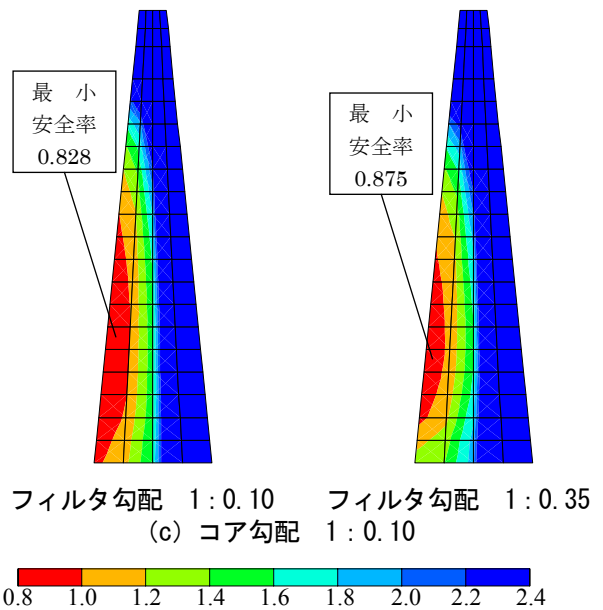 最 小
安全率
0.828
最 小
安全率
0.875
フィルタ勾配 1:0.10
フィルタ勾配 1:0.35
(c) コア勾配 1:0.10
0.8 1.0 1.2 1.4 1.6 1.8 2.0 2.2 2.4